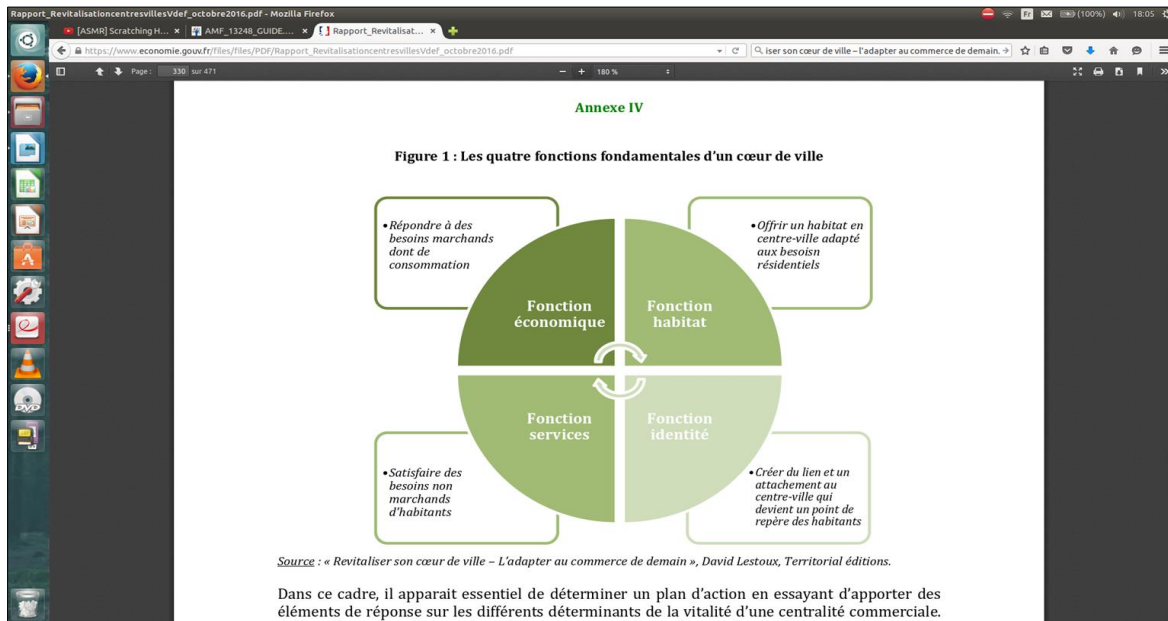 Rapport_RevitalisationcentresvillesVdef_octobre2016.pdf - Mozilla Firefox
Fr (100%) 18:05
[ASMR] Scratching H... × AMF_13248_GUIDE.... × Rapport_Revitalisat... ×
https://www.economie.gouv.fr/files/files/PDF/Rapport_RevitalisationcentresvillesVdef_octobre2016.pdf
iser son cœur de ville – l'adapter au commerce de demain.
Page : 330 sur 471
180 %
Annexe IV
Figure 1 : Les quatre fonctions fondamentales d'un cœur de ville
•Répondre à des
besoins marchands
dont de
consommation
•Offrir un habitat en
centre-ville adapté
aux besoisn
résidentiels
Fonction
économique
Fonction
habitat
Fonction
services
Fonction
identité
•Satisfaire des
besoins non
marchands
d'habitants
•Créer du lien et un
attachement au
centre-ville qui
devient un point de
repère des habitants
Source : « Revitaliser son cœur de ville – L'adapter au commerce de demain », David Lestoux, Territorial éditions.
Dans ce cadre, il apparait essentiel de déterminer un plan d'action en essayant d'apporter des
éléments de réponse sur les différents déterminants de la vitalité d'une centralité commerciale.
DVD